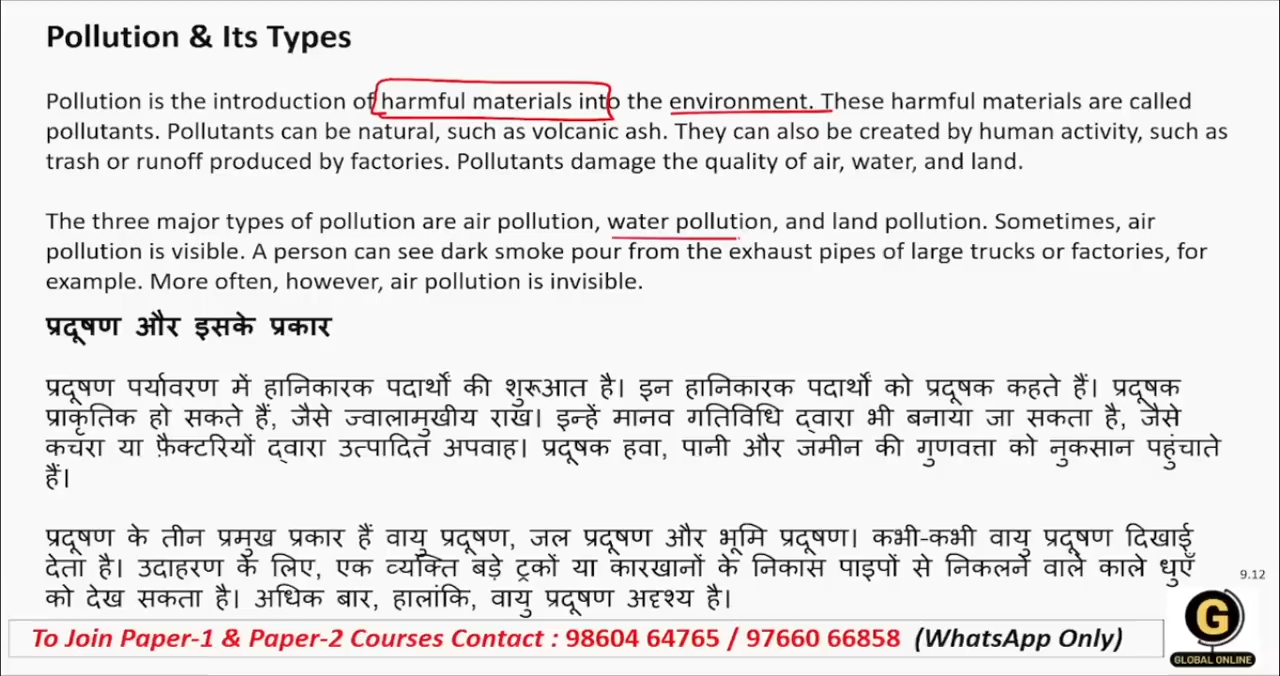 Pollution & Its Types
Pollution is the introduction of harmful materials into the environment. These harmful materials are called
pollutants. Pollutants can be natural, such as volcanic ash. They can also be created by human activity, such as
trash or runoff produced by factories. Pollutants damage the quality of air, water, and land.
The three major types of pollution are air pollution, water pollution, and land pollution. Sometimes, air
pollution is visible. A person can see dark smoke pour from the exhaust pipes of large trucks or factories, for
example. More often, however, air pollution is invisible.
प्रदूषण और इसके प्रकार
प्रदूषण पर्यावरण में हानिकारक पदार्थों की शुरूआत है। इन हानिकारक पदार्थों को प्रदूषक कहते हैं। प्रदूषक
प्राकृतिक हो सकते हैं, जैसे ज्वालामुखीय राख। इन्हें मानव गतिविधि द्वारा भी बनाया जा सकता है, जैसे
कचरा या फ़ैक्टरियों द्वारा उत्पादित अपवाह। प्रदूषक हवा, पानी और जमीन की गुणवत्ता को नुकसान पहुंचाते
हैं।
प्रदूषण के तीन प्रमुख प्रकार हैं वायु प्रदूषण, जल प्रदूषण और भूमि प्रदूषण। कभी-कभी वायु प्रदूषण दिखाई
देता है। उदाहरण के लिए, एक व्यक्ति बड़े ट्रकों या कारखानों के निकास पाइपों से निकलने वाले काले धुएँ
को देख सकता है। अधिक बार, हालांकि, वायु प्रदूषण अदृश्य है।
9.12
To Join Paper-1 & Paper-2 Courses Contact : 98604 64765 / 97660 66858 (WhatsApp Only)
G
GLOBAL ONLINE